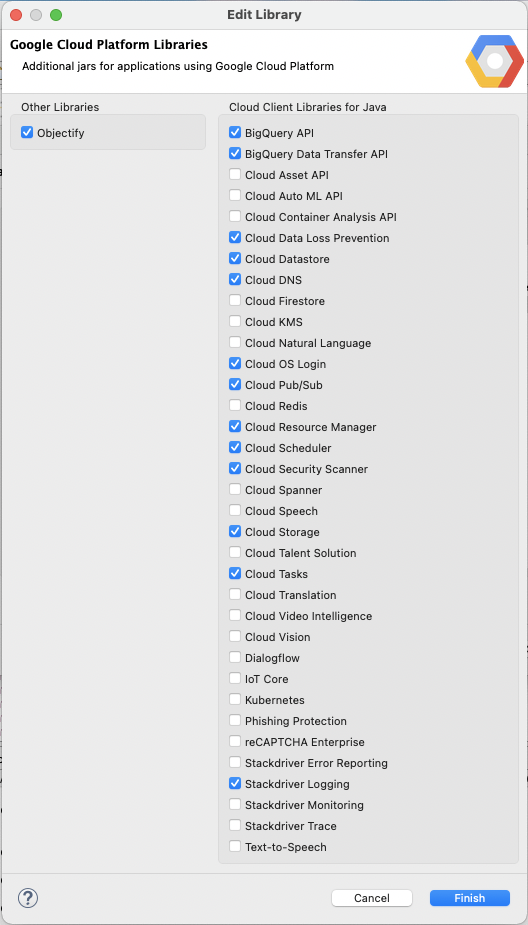 Edit Library
Google Cloud Platform Libraries
Additional jars for applications using Google Cloud Platform
Other Libraries
Objectify
Cloud Client Libraries for Java
BigQuery API
BigQuery Data Transfer API
Cloud Asset API
Cloud Auto ML API
Cloud Container Analysis API
Cloud Data Loss Prevention
Cloud Datastore
Cloud DNS
Cloud Firestore
Cloud KMS
Cloud Natural Language
Cloud OS Login
Cloud Pub/Sub
Cloud Redis
Cloud Resource Manager
Cloud Scheduler
Cloud Security Scanner
Cloud Spanner
Cloud Speech
Cloud Storage
Cloud Talent Solution
Cloud Tasks
Cloud Translation
Cloud Video Intelligence
Cloud Vision
Dialogflow
IoT Core
Kubernetes
Phishing Protection
reCAPTCHA Enterprise
Stackdriver Error Reporting
Stackdriver Logging
Stackdriver Monitoring
Stackdriver Trace
Text-to-Speech
?
Cancel
Finish